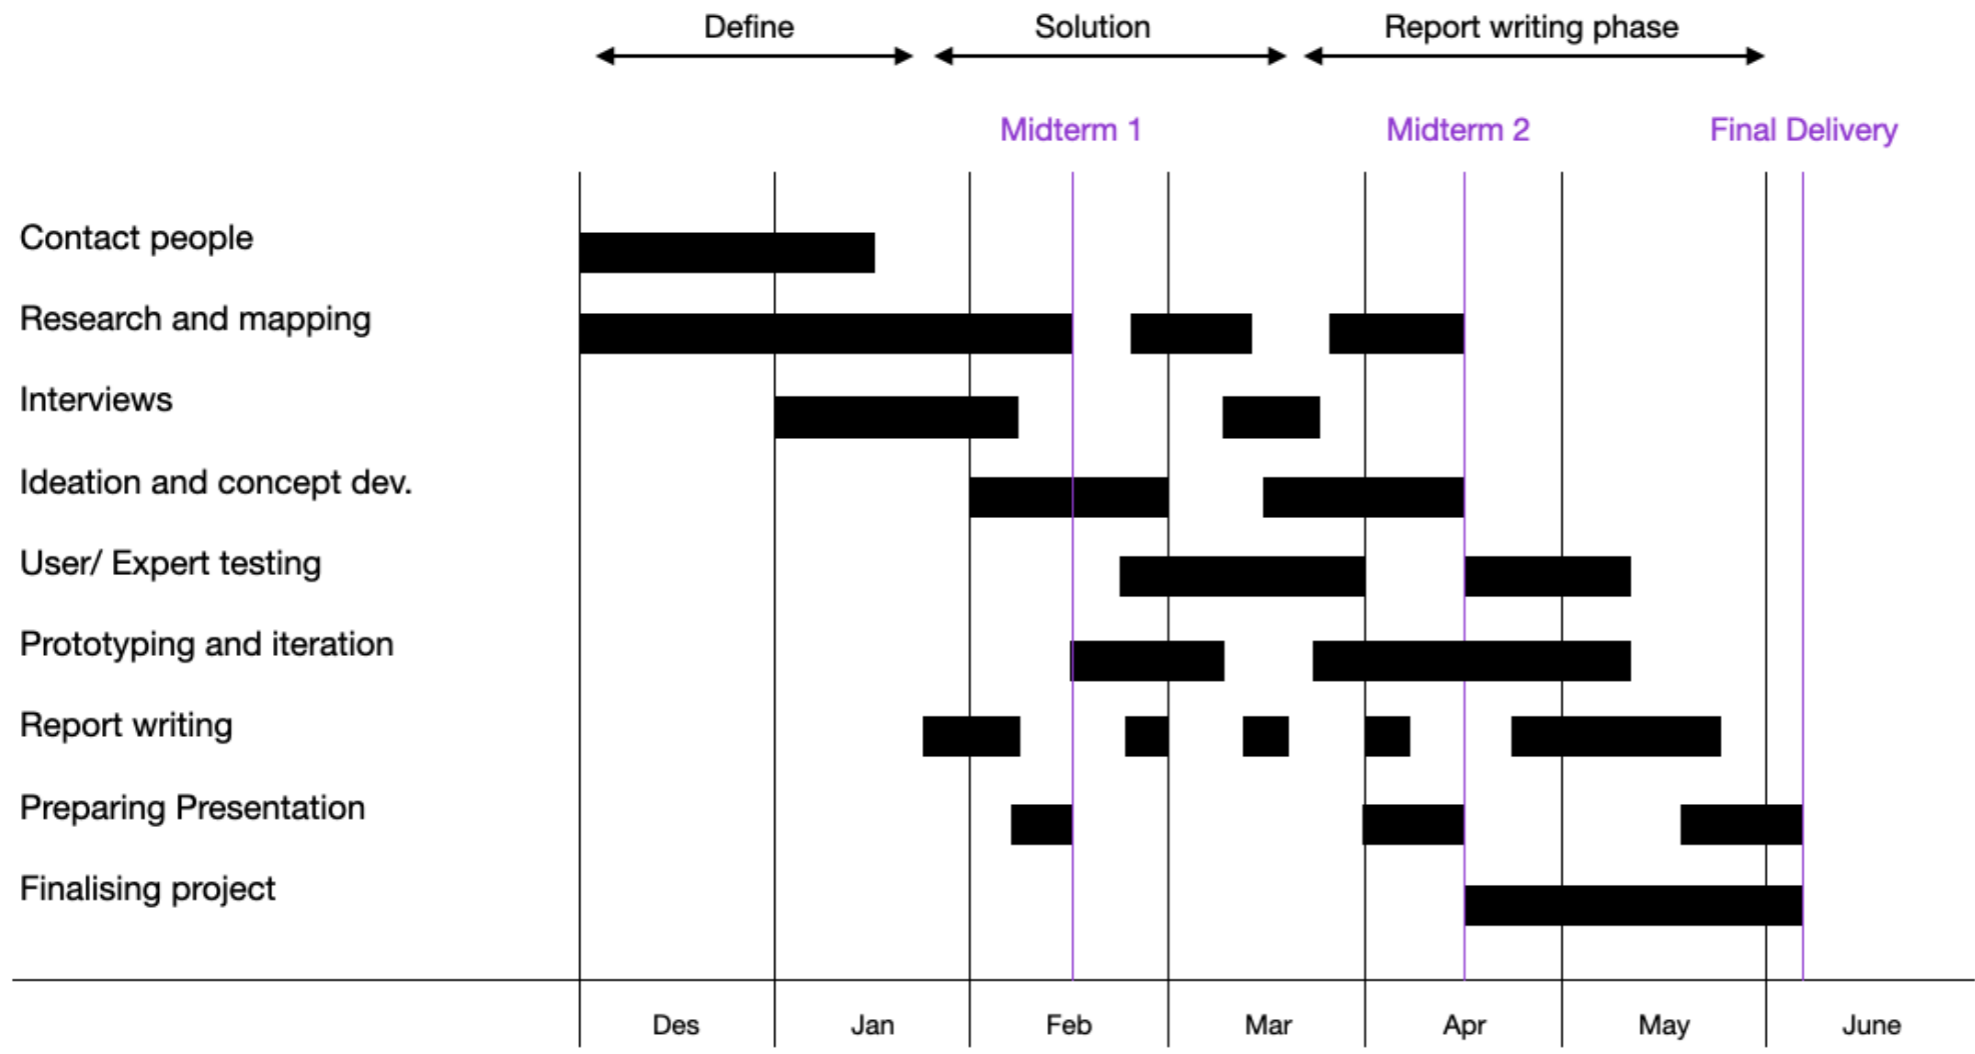 Define Solution Report writing phase
Midterm 1 Midterm 2 Final Delivery
Contact people
Research and mapping
Interviews
Ideation and concept dev.
User/ Expert testing
Prototyping and iteration
Report writing
Preparing Presentation
Finalising project
Des Jan Feb Mar Apr May June